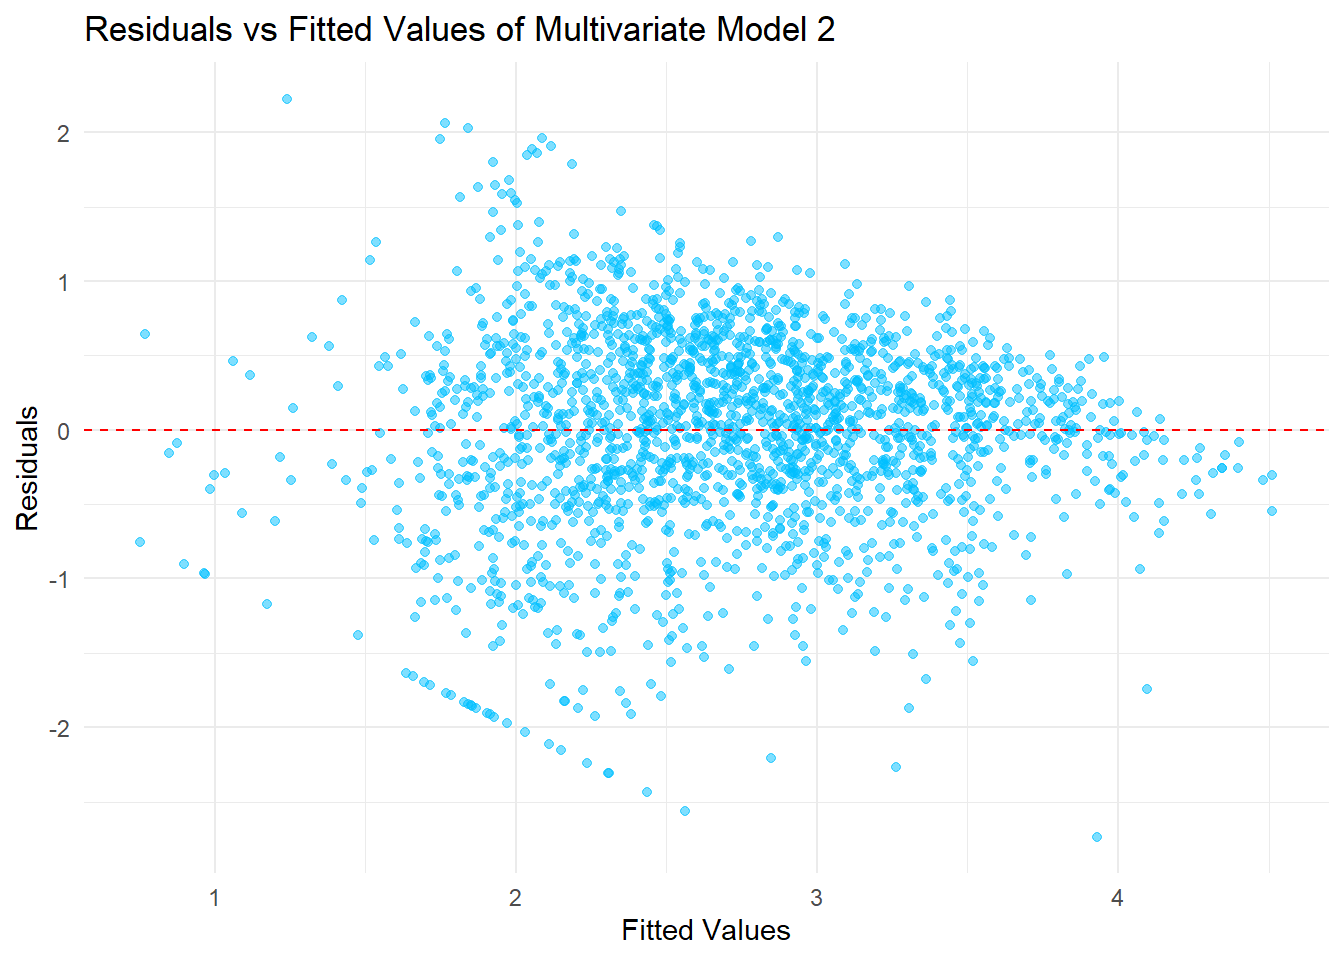 Residuals vs Fitted Values of Multivariate Model 2
2
1
0
-1
-2
Residuals
1 2 3 4
Fitted Values